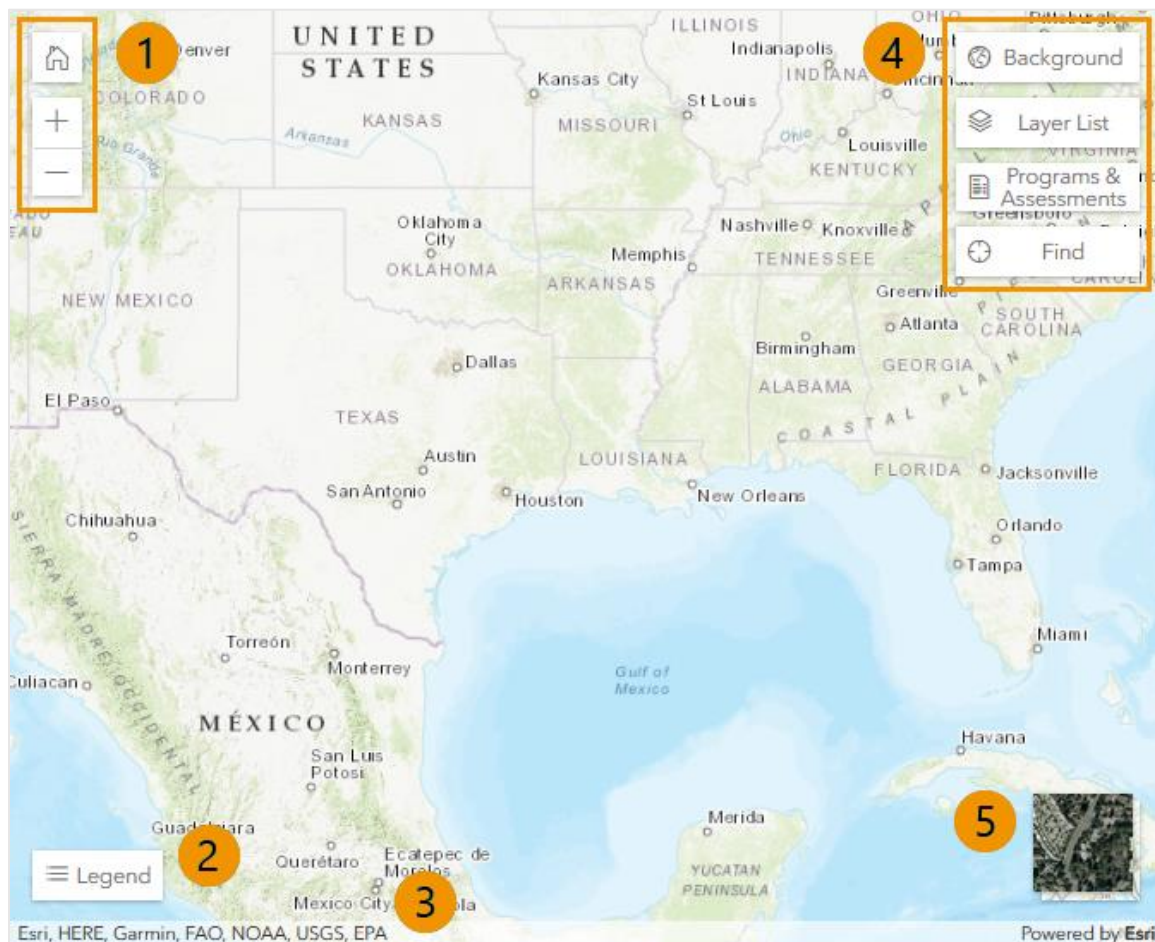 1
2
3
4
5
Background
Layer List
Programs &
Assessments
Find
Legend
UNITED
STATES
ILLINOIS
Indianapolis
INDIANA
Kansas City
St Louis
COLORADO
KANSAS
MISSOURI
Arkansas
Ohio
Louisville
KENTUCKY
VIRGINIA
Rio Grande
Oklahoma
City
OKLAHOMA
Nashville
Knoxville
Greensboro
Memphis
TENNESSEE
ARKANSAS
NEW MEXICO
Greenville
SOUTH
CAROLINA
Atlanta
Birmingham
GEORGIA
Dallas
ALABAMA
El Paso
TEXAS
COASTAL PLAIN
Austin
LOUISIANA
FLORIDA
Jacksonville
San Antonio
Houston
New Orleans
Chihuahua
Orlando
Tampa
SIERRA MADRE OCCIDENTAL
Torreón
Monterrey
Miami
Gulf of
Mexico
Culiacan
MÉXICO
Havana
San Luis
Potosi
Merida
Querétaro
Ecatepec de
Morelos
Mexico City
YUCATAN
PENINSULA
Esri, HERE, Garmin, FAO, NOAA, USGS, EPA
Powered by Esri